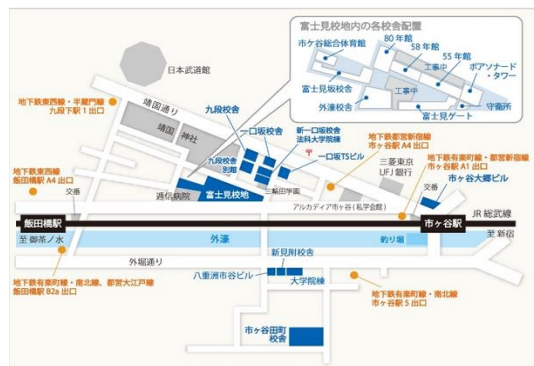 富士見校地内の各校舎配置
80年館
58年館
55年館
市ケ谷総合体育館
工事中
ボアソナード
・タワー
富士見坂校舎
工事中
外濠校舎
守衛所
富士見ゲート
日本武道館
地下鉄東西線・半蔵門線
九段下駅1出口
靖国通り
九段校舎
靖国
神社
一口坂校舎
新一口坂校舎
法科大学院棟
九段校舎
別館
一口坂TSビル
地下鉄都営新宿線
市ヶ谷駅A4出口
三菱東京
UFJ銀行
地下鉄有楽町線・都営新宿線
市ヶ谷駅A1出口
地下鉄東西線
飯田橋駅A4出口
交番
逓信病院
富士見校地
三輪田学園
交番
市ケ谷大郷ビル
アルカディア市ヶ谷(私学会館)
飯田橋駅
市ヶ谷駅
JR総武線
至御茶ノ水
外濠
釣り堀
至新宿
外堀通り
新見附校舎
八重洲市谷ビル
大学院棟
地下鉄有楽町線・南北線、都営大江戸線
飯田橋駅B2a出口
地下鉄有楽町線・南北線
市ヶ谷駅5出口
市ケ谷田町
校舎